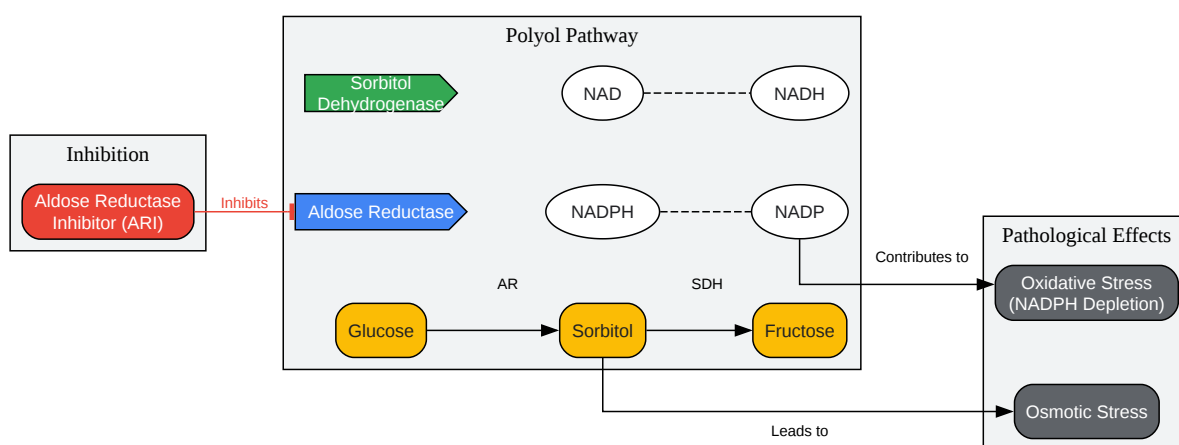 Polyol Pathway
Sorbitol
Dehydrogenase
NAD
NADH
Inhibition
Aldose Reductase
Inhibitor (ARI)
Inhibits
Aldose Reductase
NADPH
NADP
Pathological Effects
Contributes to
Oxidative Stress
(NADPH Depletion)
AR
SDH
Glucose
Sorbitol
Fructose
Osmotic Stress
Leads to